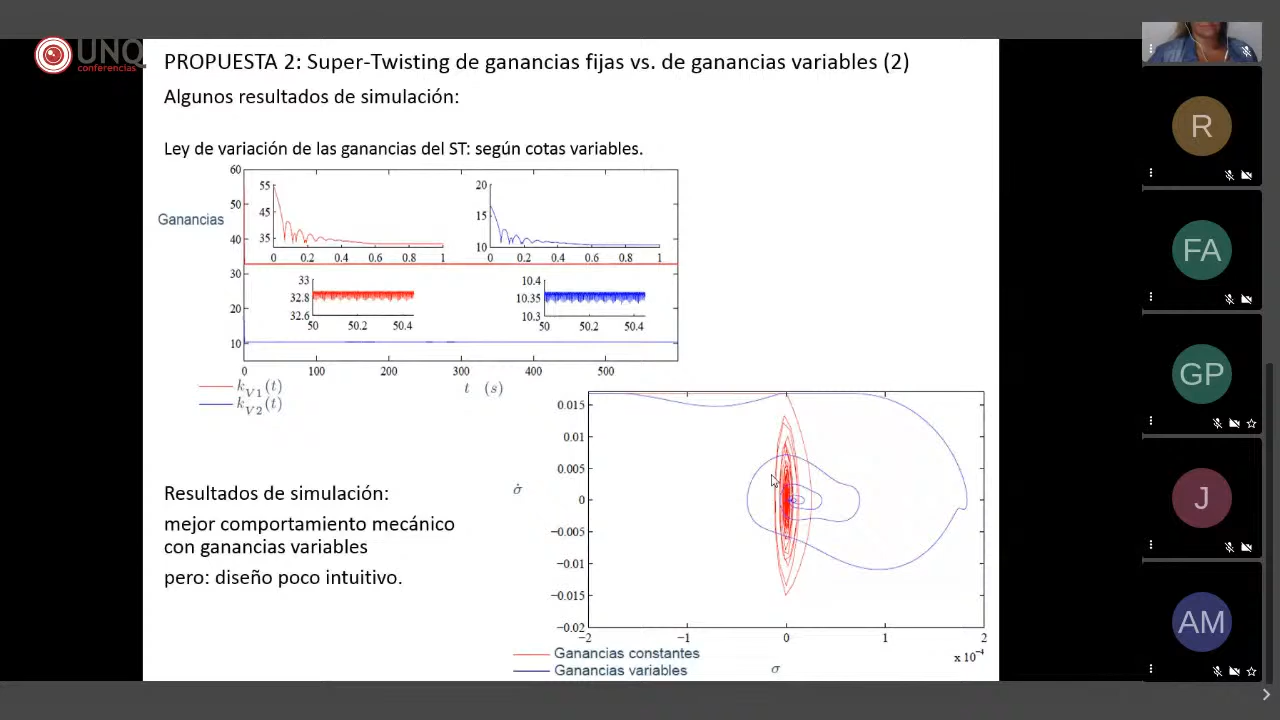 UNQ
conferencias
PROPUESTA 2: Super-Twisting de ganancias fijas vs. de ganancias variables (2)
Algunos resultados de simulación:
Ley de variación de las ganancias del ST: según cotas variables.
Ganancias
60
50
40
30
20
10
0 100 200 300 400 500
t (s)
55
45
35
0 0.2 0.4 0.6 0.8 1
20
15
10
0 0.2 0.4 0.6 0.8 1
33
32.8
32.6
50 50.2 50.4
10.4
10.35
10.3
50 50.2 50.4
k_{V1}(t)
k_{V2}(t)
Resultados de simulación:
mejor comportamiento mecánico
con ganancias variables
pero: diseño poco intuitivo.
σ̇
0.015
0.01
0.005
0
−0.005
−0.01
−0.015
−0.02
−2 −1 0 1 2
x 10⁻⁴
σ
Ganancias constantes
Ganancias variables
R
FA
GP
J
AM